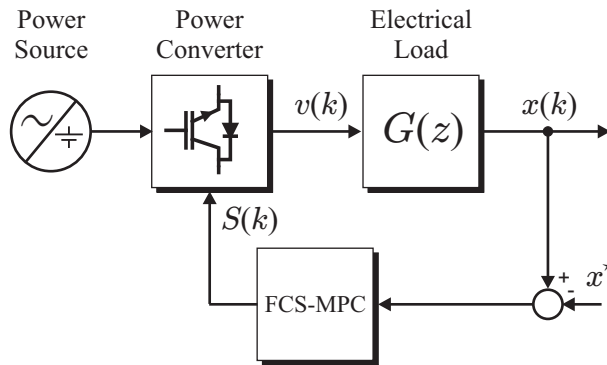 Power
Source
Power
Converter
Electrical
Load
v(k)
G(z)
x(k)
S(k)
FCS-MPC
+
-
x*